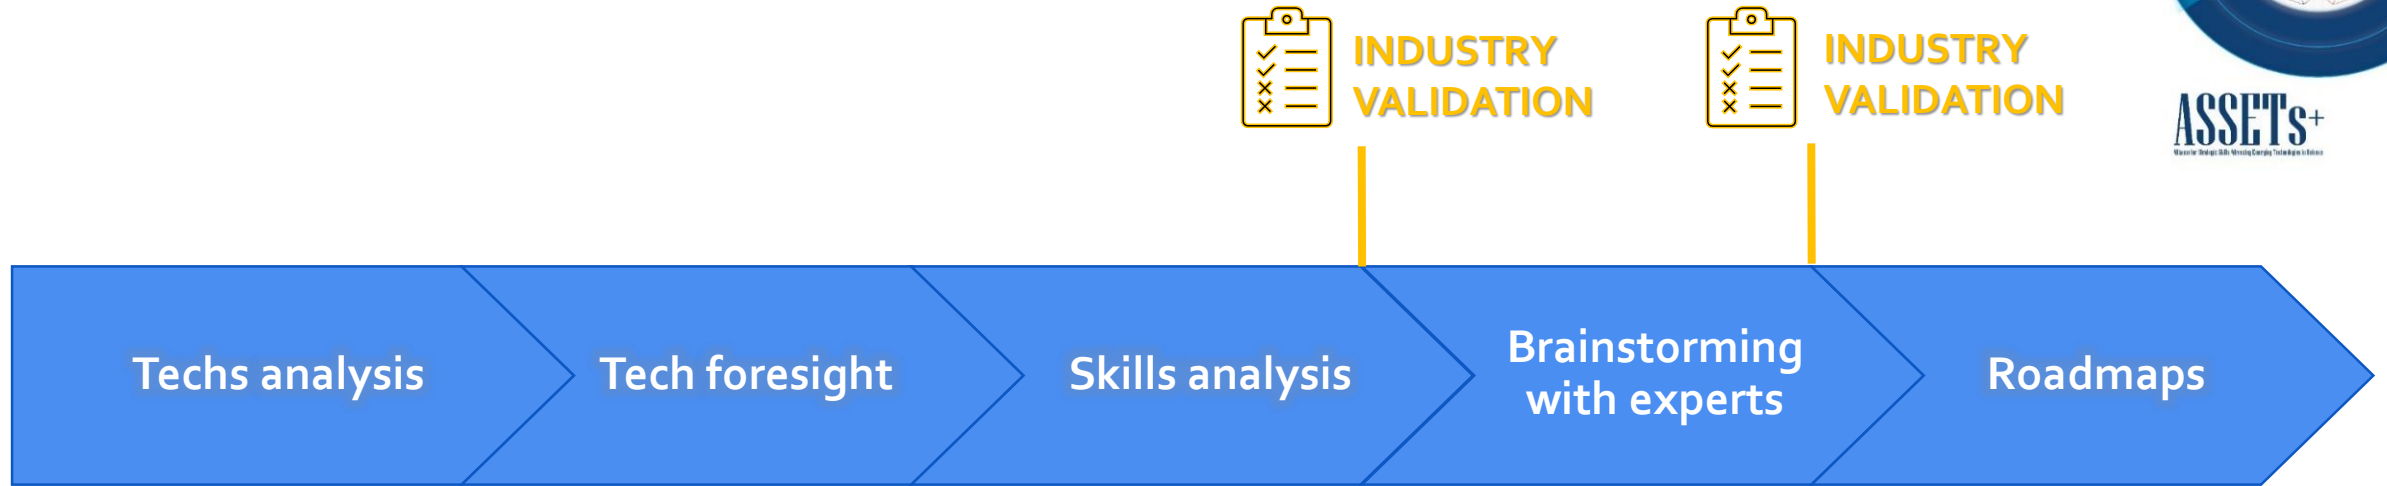 INDUSTRY
VALIDATION
INDUSTRY
VALIDATION
ASSETs+
Techs analysis
Tech foresight
Skills analysis
Brainstorming
with experts
Roadmaps